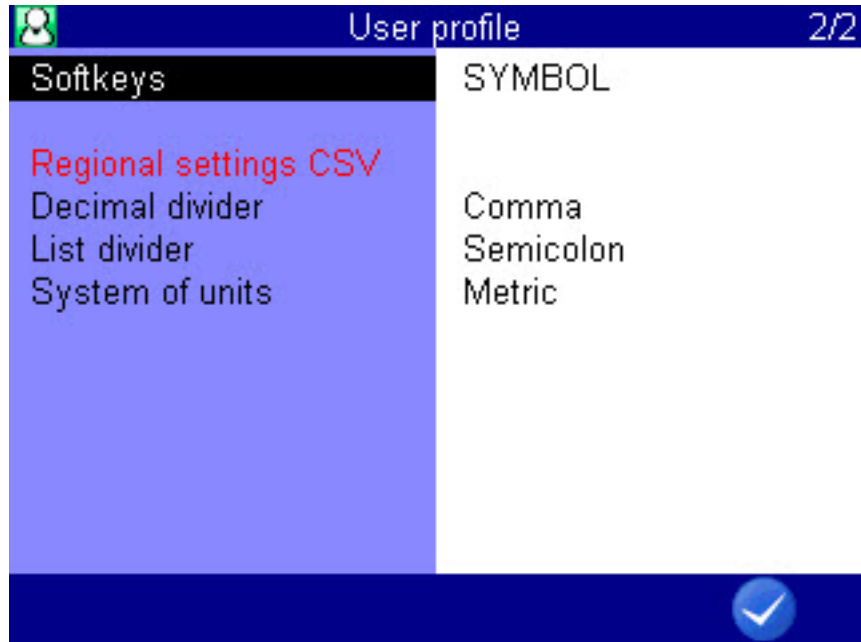 User profile 2/2
Softkeys SYMBOL
Regional settings CSV
Decimal divider Comma
List divider Semicolon
System of units Metric